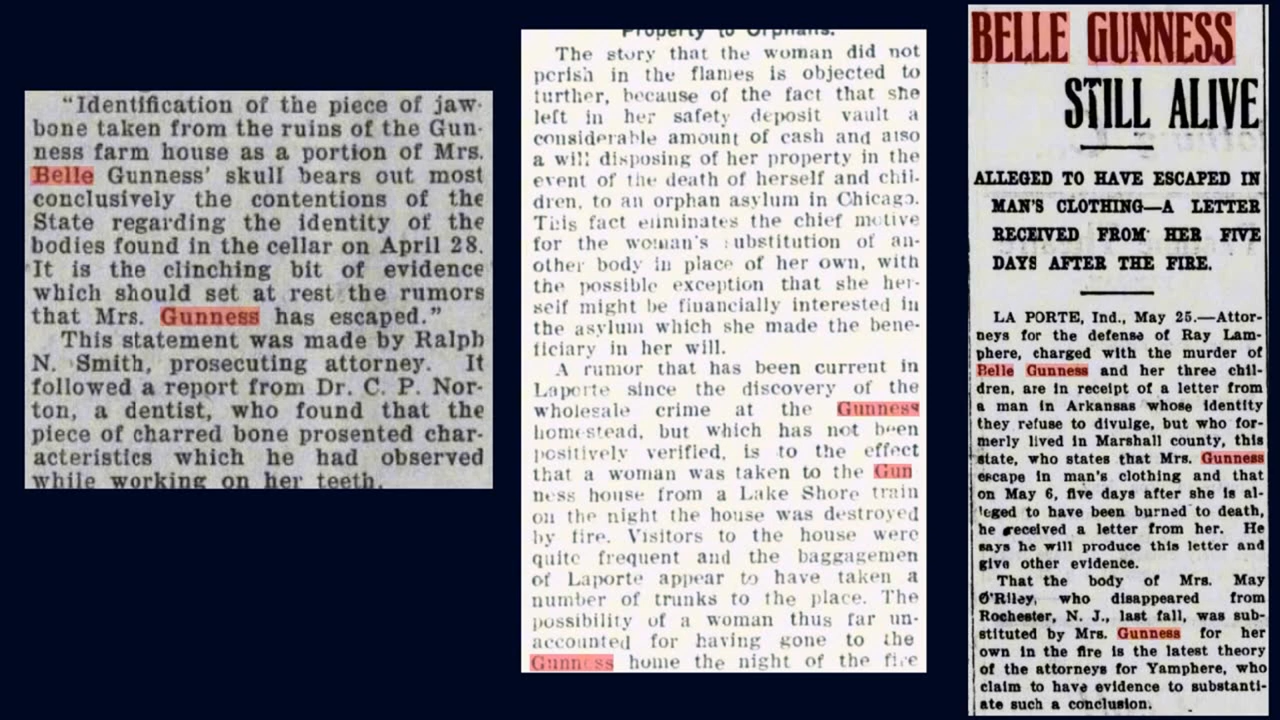 "Identification of the piece of jaw-
bone taken from the ruins of the Gun-
ness farm house as a portion of Mrs.
Belle Gunness' skull bears out most
conclusively the contentions of the
State regarding the identity of the
bodies found in the cellar on April 28.
It is the clinching bit of evidence
which should set at rest the rumors
that Mrs. Gunness has escaped."
This statement was made by Ralph
N. Smith, prosecuting attorney. It
followed a report from Dr. C. P. Nor-
ton, a dentist, who found that the
piece of charred bone prosented char-
acteristics which he had observed
while working on her teeth.
Property to Orphans.
The story that the woman did not
perish in the flames is objected to
further, because of the fact that she
left in her safety deposit vault a
considerable amount of cash and also
a will disposing of her property in the
event of the death of herself and chil-
dren, to an orphan asylum in Chicago.
This fact eliminates the chief motive
for the woman's substitution of an-
other body in place of her own, with
the possible exception that she her-
self might be financially interested in
the asylum which she made the bene-
ficiary in her will.
A rumor that has been current in
Laporte since the discovery of the
wholesale crime at the Gunness
homestead, but which has not been
positively verified, is to the effect
that a woman was taken to the Gun
ness house from a Lake Shore train
on the night the house was destroyed
by fire. Visitors to the house were
quite frequent and the baggagemen
of Laporte appear to have taken a
number of trunks to the place. The
possibility of a woman thus far un-
accounted for having gone to the
Gunness home the night of the fire
BELLE GUNNESS
STILL ALIVE
ALLEGED TO HAVE ESCAPED IN
MAN'S CLOTHING—A LETTER
RECEIVED FROM HER FIVE
DAYS AFTER THE FIRE.
LA PORTE, Ind., May 25.—Attor-
neys for the defense of Ray Lam-
phere, charged with the murder of
Belle Gunness and her three chil-
dren, are in receipt of a letter from
a man in Arkansas whose identity
they refuse to divulge, but who for-
merly lived in Marshall county, this
state, who states that Mrs. Gunness
escape in man's clothing and that
on May 6, five days after she is al-
leged to have been burned to death,
he received a letter from her. He
says he will produce this letter and
give other evidence.
That the body of Mrs. May
O'Riley, who disappeared from
Rochester, N. J., last fall, was sub-
stituted by Mrs. Gunness for her
own in the fire is the latest theory
of the attorneys for Yamphere, who
claim to have evidence to substanti-
ate such a conclusion.